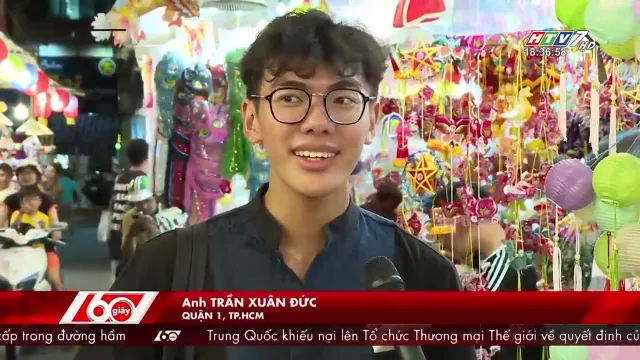 HTV7 HD
18:36:58
Anh TRẦN XUÂN ĐỨC
QUẬN 1, TP.HCM
60 giây
cấp trong đường hầm 60 giây Trung Quốc khiếu nại lên Tổ chức Thương mại Thế giới về quyết định c